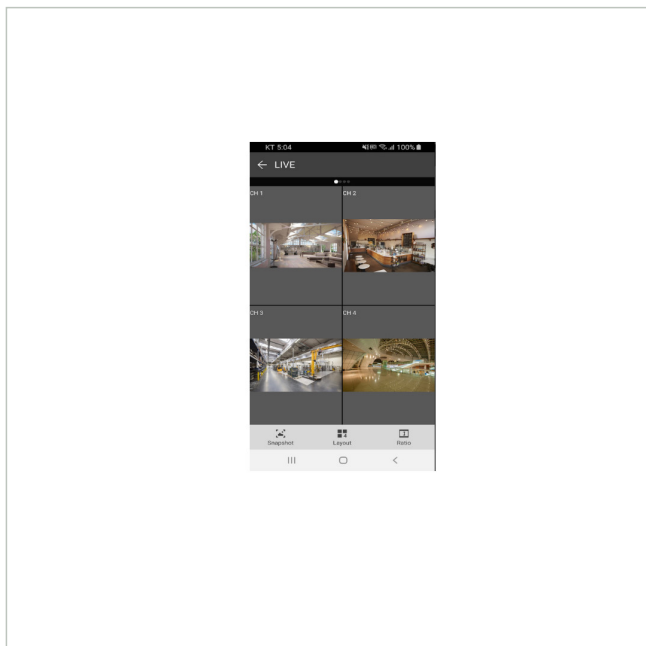 KT 5:04 100%
LIVE
CH 1 CH 2
CH 3 CH 4
Snapshot Layout Ratio